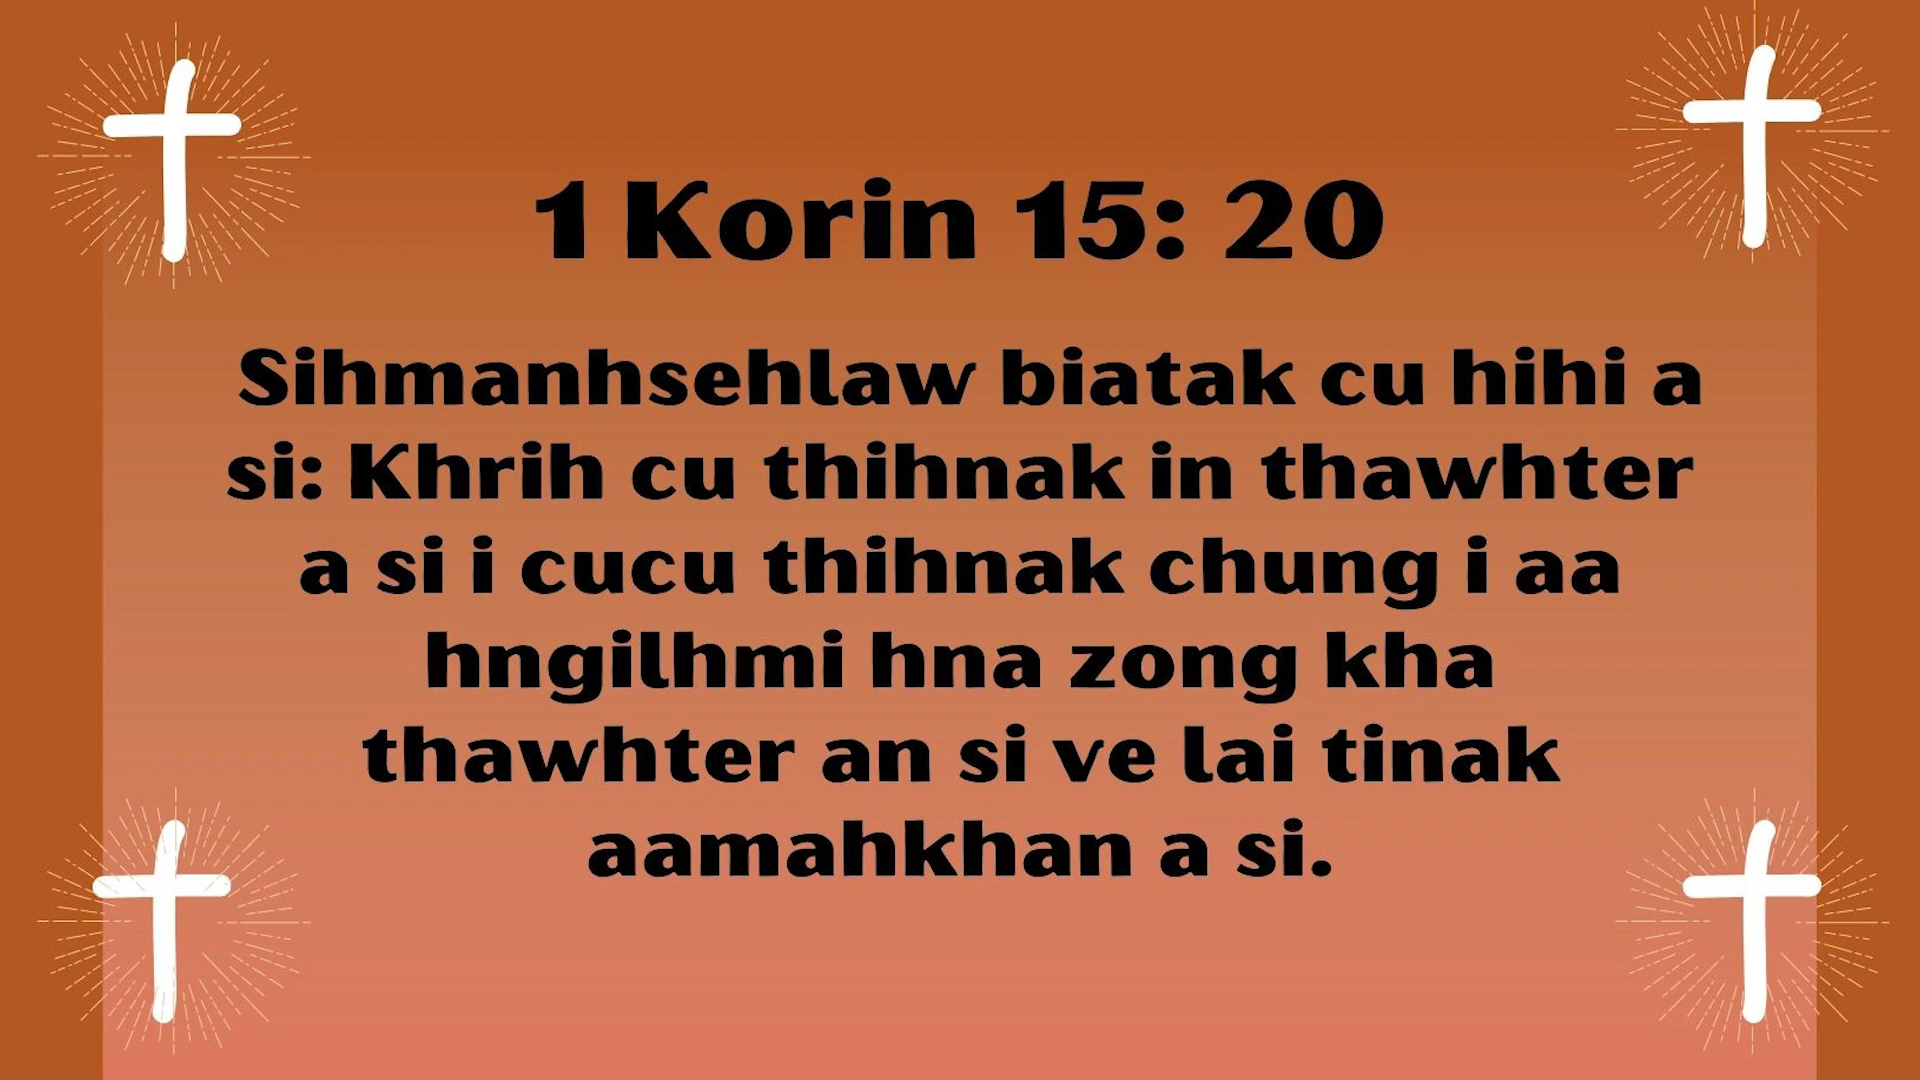 1 Korin 15: 20
Sihmanhsehlaw biatak cu hihi a
si: Khrih cu thihnak in thawhter
a si i cucu thihnak chung i aa
hngilhmi hna zong kha
thawhter an si ve lai tinak
aamahkhan a si.